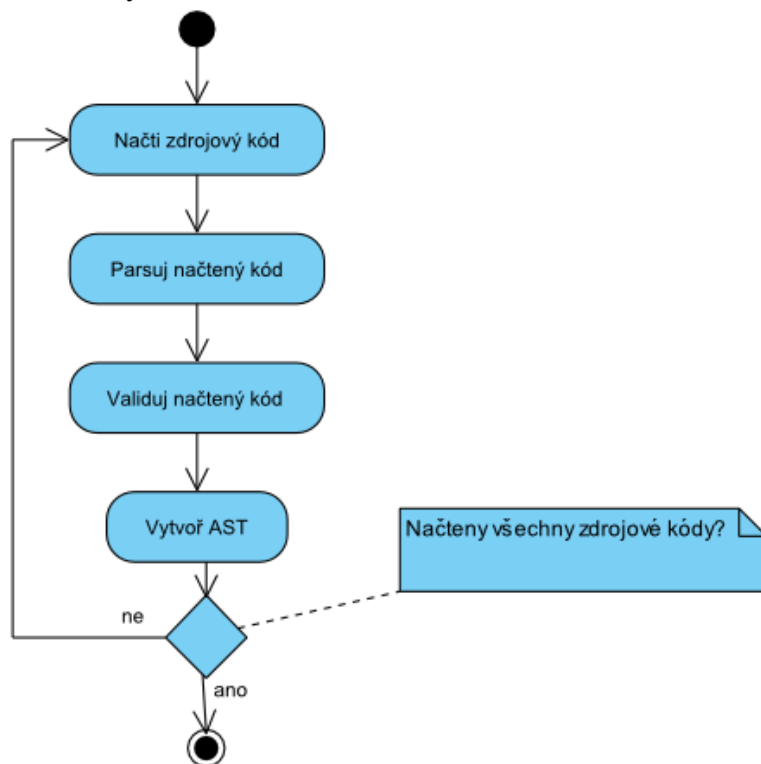 Načti zdrojový kód
Parsuj načtený kód
Validuj načtený kód
Vytvoř AST
Načteny všechny zdrojové kódy?
ne
ano